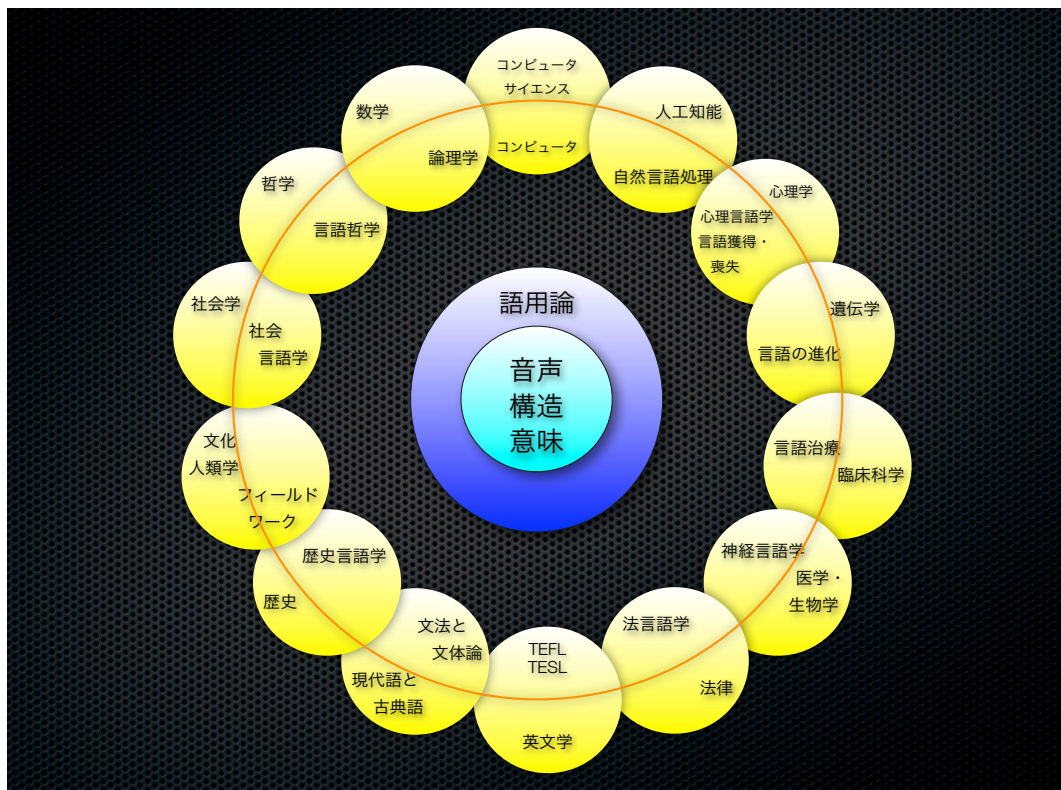 コンピュータ
サイエンス
コンピュータ
人工知能
自然言語処理
心理学
心理言語学
言語獲得・
喪失
遺伝学
言語の進化
言語治療
臨床科学
神経言語学
医学・
生物学
法言語学
法律
TEFL
TESL
英文学
文法と
文体論
現代語と
古典語
歴史言語学
歴史
文化
人類学
フィールド
ワーク
社会学
社会
言語学
哲学
言語哲学
数学
論理学
語用論
音声
構造
意味